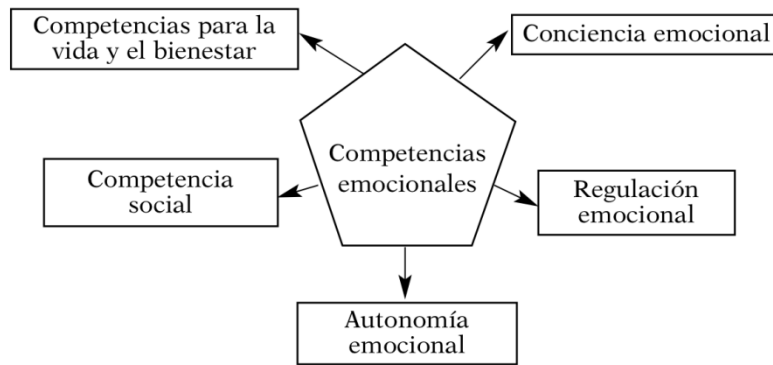 Competencias para la
vida y el bienestar
Conciencia emocional
Competencias
emocionales
Competencia
social
Regulación
emocional
Autonomía
emocional